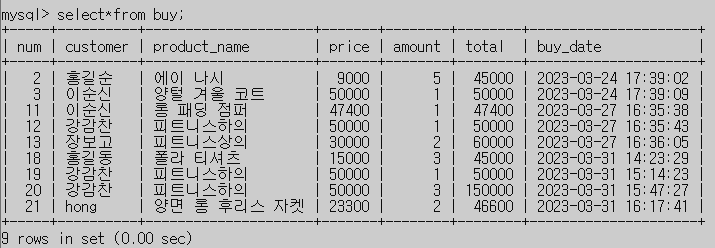 mysql> select*from buy;
+-----+----------+----------------------+-------+--------+--------+---------------------+
| num | customer | product_name | price | amount | total | buy_date |
+-----+----------+----------------------+-------+--------+--------+---------------------+
| 2 |홍길순 | 에이 나시 | 9000 | 5 | 45000 | 2023-03-24 17:39:02 |
| 3 | 이순신 | 양털 겨울 코트 | 50000 | 1 | 50000 | 2023-03-24 17:39:09 |
| 11 | 이순신 | 롱 패딩 점퍼 | 47400 | 1 | 47400 | 2023-03-27 16:35:38 |
| 12 | 강감찬 | 피트니스하의 | 50000 | 1 | 50000 | 2023-03-27 16:35:43 |
| 13 | 장보고 | 피트니스상의 | 30000 | 2 | 60000 | 2023-03-27 16:36:05 |
| 18 | 홍길동 | 폴라 티셔츠 | 15000 | 3 | 45000 | 2023-03-31 14:23:29 |
| 19 | 강감찬 | 피트니스하의 | 50000 | 1 | 50000 | 2023-03-31 15:14:23 |
| 20 | 강감찬 | 피트니스하의 | 50000 | 3 | 150000 | 2023-03-31 15:47:27 |
| 21 | hong | 양면 롱 후리스 자켓 | 23300 | 2 | 46600 | 2023-03-31 16:17:41 |
+-----+----------+----------------------+-------+--------+--------+---------------------+
9 rows in set (0.00 sec)